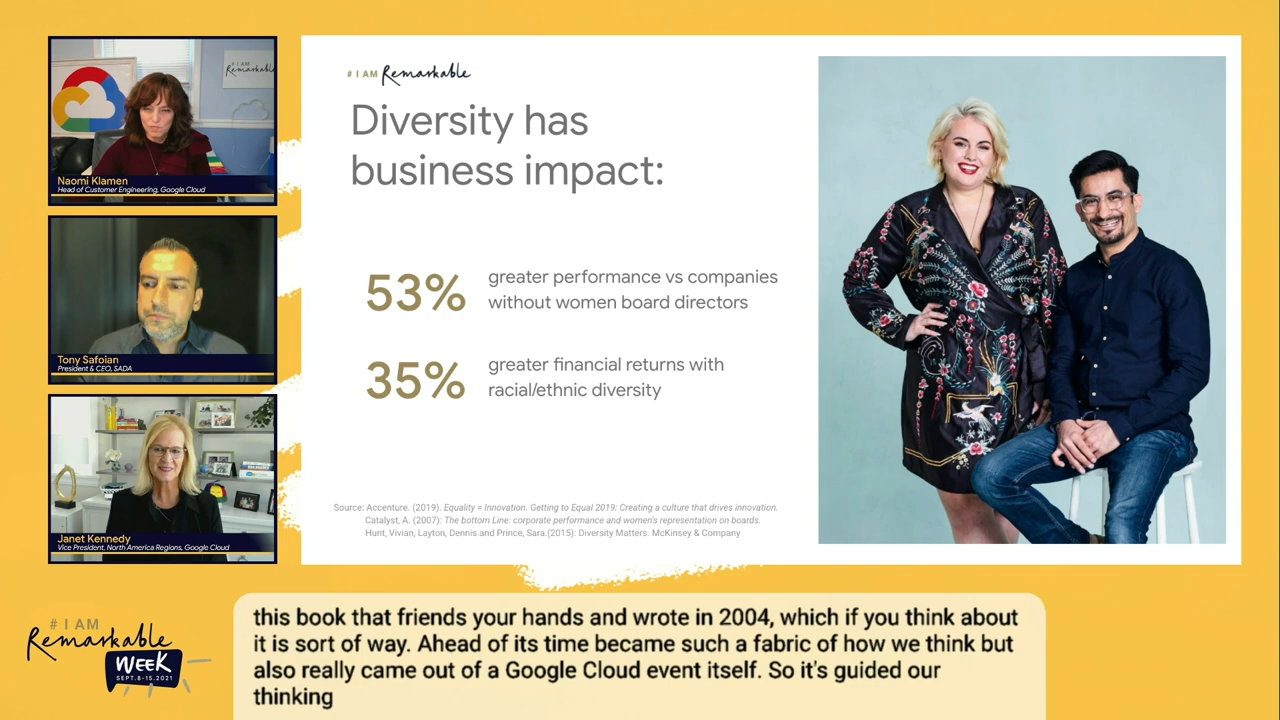 # I AM
Remarkable
Naomi Klamen
Head of Customer Engineering, Google Cloud
Tony Safoian
President & CEO, SADA
Janet Kennedy
Vice President, North America Regions, Google Cloud
# I AM Remarkable
Diversity has
business impact:
53%
greater performance vs companies
without women board directors
35%
greater financial returns with
racial/ethnic diversity
Source: Accenture. (2019). Equality = Innovation. Getting to Equal 2019: Creating a culture that drives innovation.
Catalyst, A. (2007): The bottom Line: corporate performance and women's representation on boards.
Hunt, Vivian, Layton, Dennis and Prince, Sara.(2015): Diversity Matters. McKinsey & Company
# I AM
Remarkable
WEEK
SEPT.8-15.2021
this book that friends your hands and wrote in 2004, which if you think about
it is sort of way. Ahead of its time became such a fabric of how we think but
also really came out of a Google Cloud event itself. So it's guided our
thinking